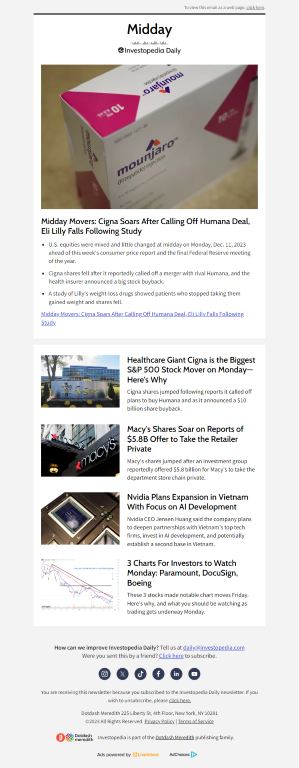 To view this email as a web page, click here.
Midday
Investopedia Daily
mounjaro
mounjaro
Midday Movers: Cigna Soars After Calling Off Humana Deal,
Eli Lilly Falls Following Study
• U.S. equities were mixed and little changed at midday on Monday, Dec. 11, 2023
ahead of this week's consumer price report and the final Federal Reserve meeting
of the year.
• Cigna shares fell after it reportedly called off a merger with rival Humana, and the
health insurer announced a big stock buyback.
• A study of Lilly's weight-loss drugs showed patients who stopped taking them
gained weight and shares fell.
Midday Movers: Cigna Soars After Calling Off Humana Deal, Eli Lilly Falls Following
Study
Healthcare Giant Cigna is the Biggest
S&P 500 Stock Mover on Monday—
Here's Why
Cigna shares jumped following reports it called off
plans to buy Humana and as it announced a $10
billion share buyback.
macy's
Macy's Shares Soar on Reports of
$5.8B Offer to Take the Retailer
Private
Macy's shares jumped after an investment group
reportedly offered $5.8 billion for Macy's to take the
department store chain private.
Nvidia Plans Expansion in Vietnam
With Focus on AI Development
Nvidia CEO Jensen Huang said the company plans
to deepen partnerships with Vietnam's top tech
firms, invest in AI development, and potentially
establish a second base in Vietnam.
3 Charts For Investors to Watch
Monday: Paramount, DocuSign,
Boeing
These 3 stocks made notable chart moves Friday.
Here's why, and what you should be watching as
trading gets underway Monday.
How can we improve Investopedia Daily? Tell us at daily@investopedia.com
Were you sent this by a friend? Click here to subscribe.
You are receiving this newsletter because you subscribed to the Investopedia Daily newsletter. If you
wish to unsubscribe, please click here.
Dotdash Meredith 225 Liberty St, 4th Floor, New York, NY 10281
©2023 All Rights Reserved. Privacy Policy | Terms of Service
Dotdash
meredith
Investopedia is part of the Dotdash Meredith publishing family.
Ads powered by LiveIntent
AdChoices